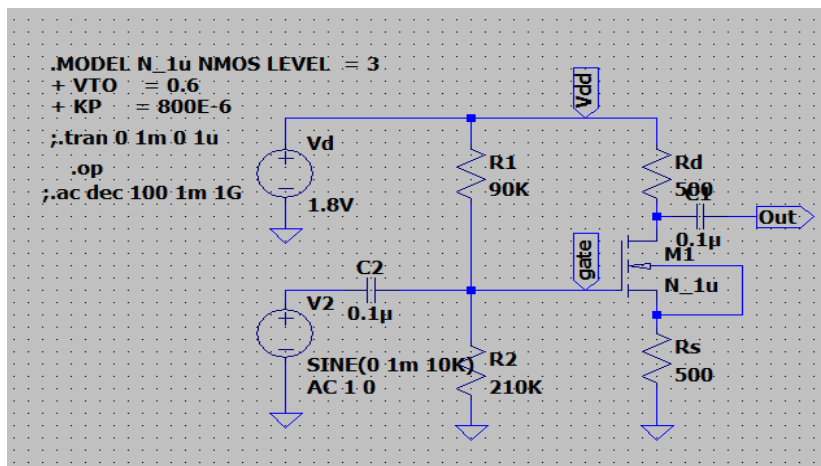 .MODEL N_1u NMOS LEVEL = 3
+ VTO = 0.6
+ KP = 800E-6
;.tran 0 1m 0 1u
.op
;.ac dec 100 1m 1G
Vdd
Vd
1.8V
R1
90K
Rd
500
C1
0.1µ
Out
gate
M1
N_1u
C2
0.1µ
V2
SINE(0 1m 10K)
AC 1 0
R2
210K
Rs
500